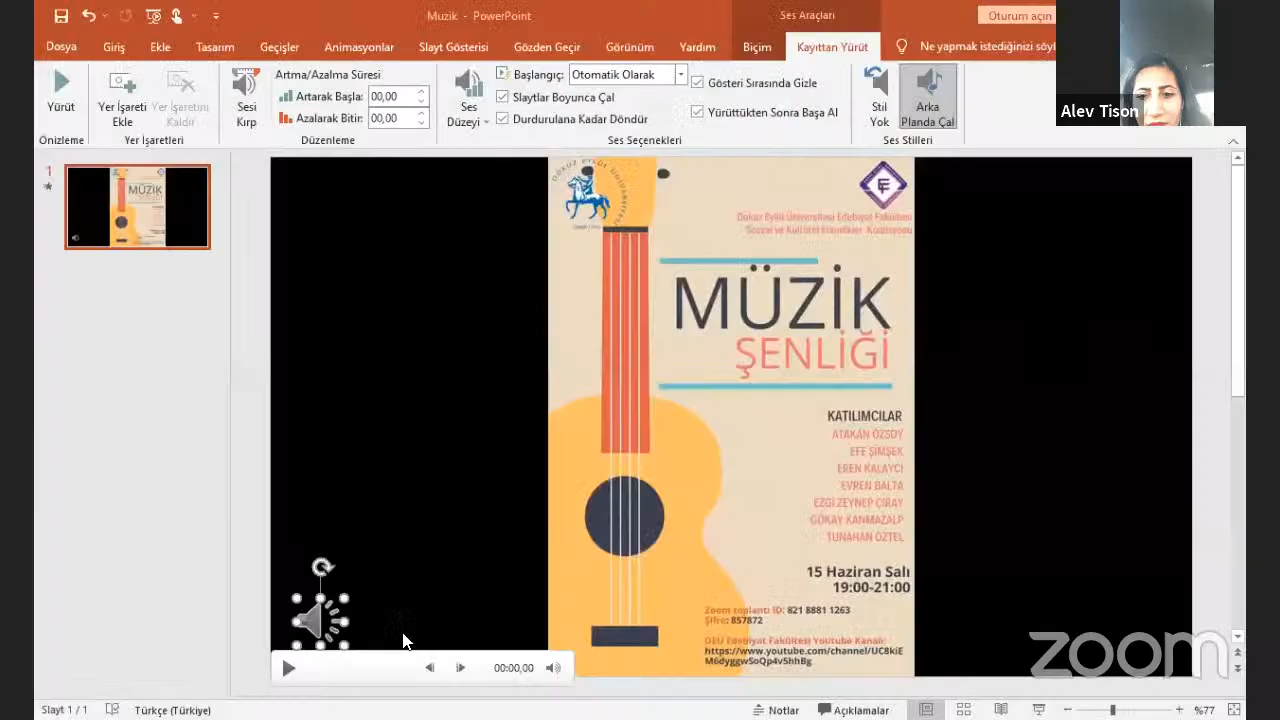 Muzik - PowerPoint
Ses Araçları
Oturum açın
Dosya Giriş Ekle Tasarım Geçişler Animasyonlar Slayt Gösterisi Gözden Geçir Görünüm Yardım Biçim Kayıttan Yürüt Ne yapmak istediğinizi söyl
Alev Tison
Yürüt
Yer İşareti Ekle
Yer İşaretini Kaldır
Sesi Kırp
Artma/Azalma Süresi
Artarak Başla: 00,00
Azalarak Bitir: 00,00
Ses Düzeyi
Başlangıç: Otomatik Olarak
Slaytlar Boyunca Çal
Durdurulana Kadar Döndür
Gösteri Sırasında Gizle
Yürüttükten Sonra Başa Al
Stil Yok
Arka Planda Çal
Önizleme Yer İşaretleri Düzenleme Ses Seçenekleri Ses Stilleri
1
DOKUZ EYLÜL ÜNİVERSİTESİ
Dokuz Eylül Üniversitesi Edebiyat Fakültesi
Sosyal ve Kültürel Etkinlikler Komisyonu
MÜZİK
ŞENLİĞİ
KATILIMCILAR
ATAKAN ÖZSOY
EFE ŞİMŞEK
EREN KALAYCI
EVREN BALTA
EZGİ ZEYNEP ÇIRAY
GÖKAY KANMAZALP
TUNAHAN ÖZTEL
15 Haziran Salı
19:00-21:00
Zoom toplantı ID: 821 8881 1263
Şifre: 857872
DEU Edebiyat Fakültesi Youtube Kanalı:
https://www.youtube.com/channel/UC8kiE
M6dyggwSoQp4v5hhBg
00:00,00
zoom
Slayt 1 / 1 Türkçe (Türkiye) Notlar Açıklamalar %77